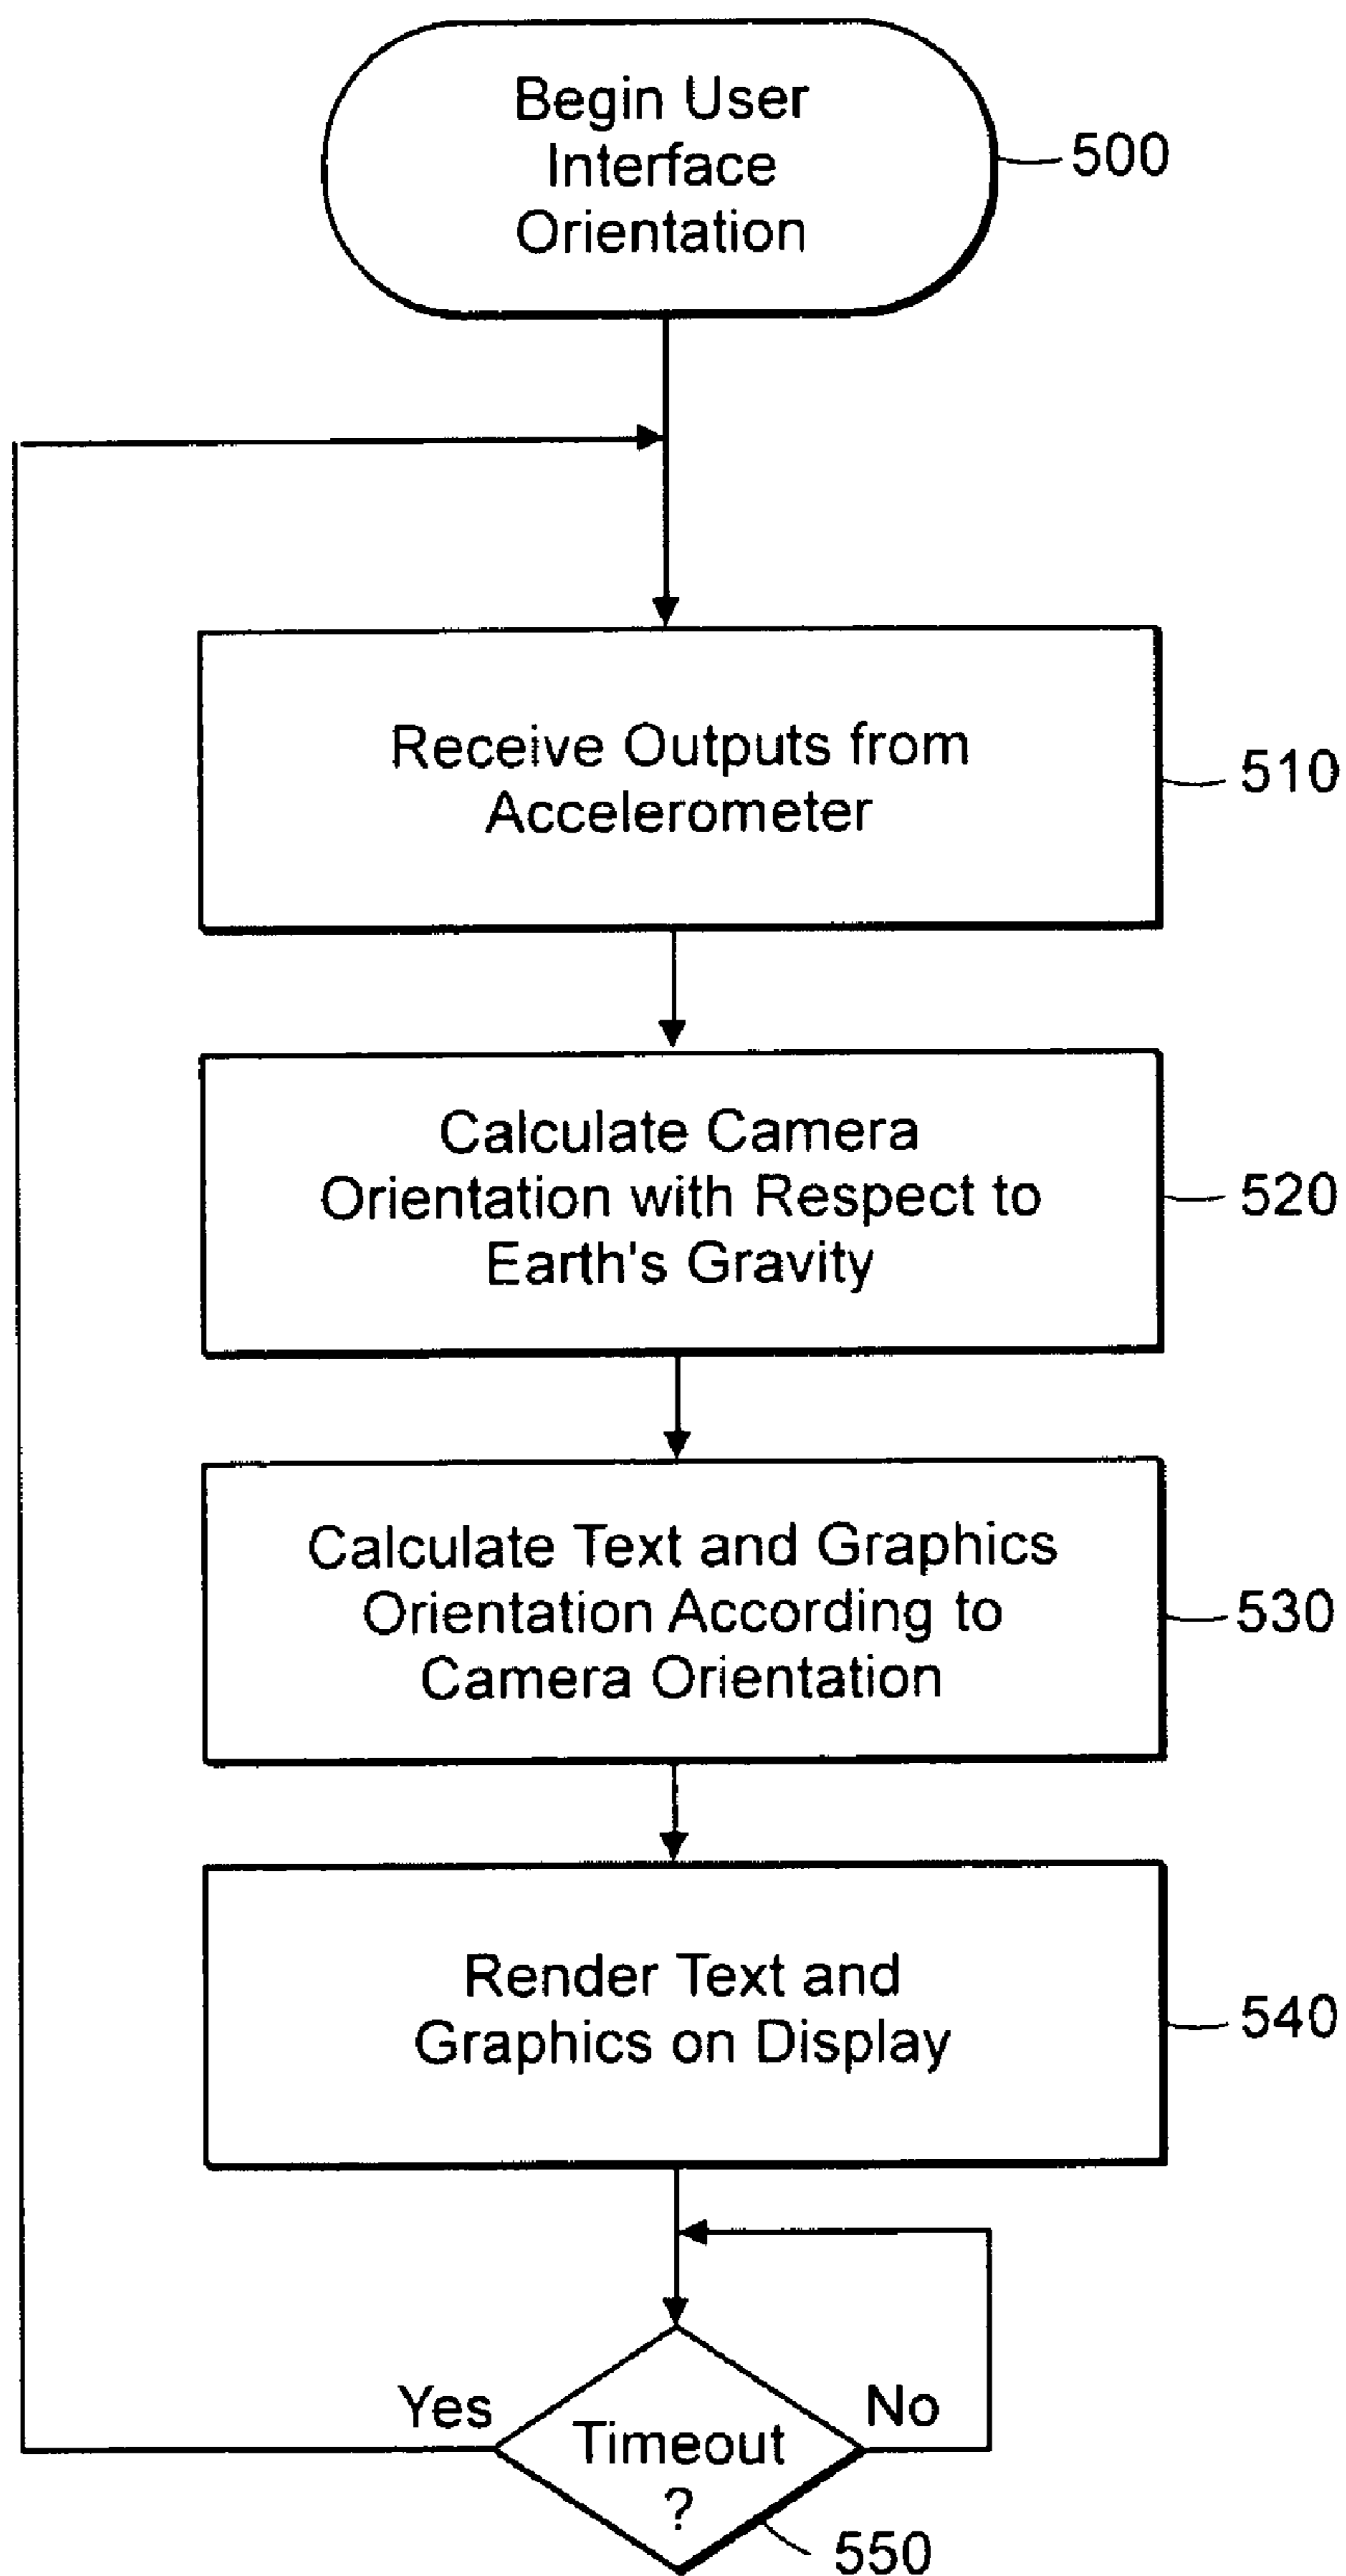 Begin User
Interface
Orientation
500
Receive Outputs from
Accelerometer
510
Calculate Camera
Orientation with Respect to
Earth's Gravity
520
Calculate Text and Graphics
Orientation According to
Camera Orientation
530
Render Text and
Graphics on Display
540
Yes
No
Timeout
?
550